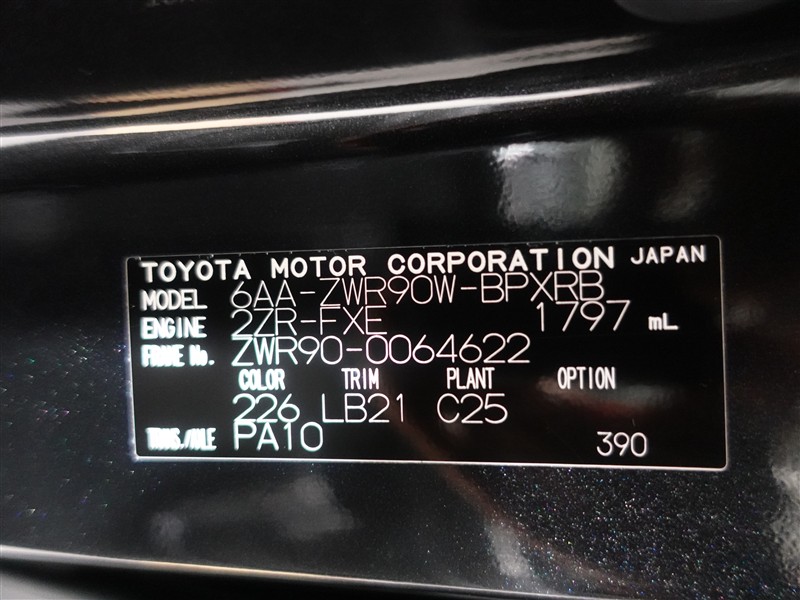 TOYOTA MOTOR CORPORATION JAPAN
MODEL 6AA-ZWR90W-BPXRB
ENGINE 2ZR-FXE 1797 mL
FRAME No. ZWR90-0064622
COLOR TRIM PLANT OPTION
226 LB21 C25
TRANS./AXLE PA10 390